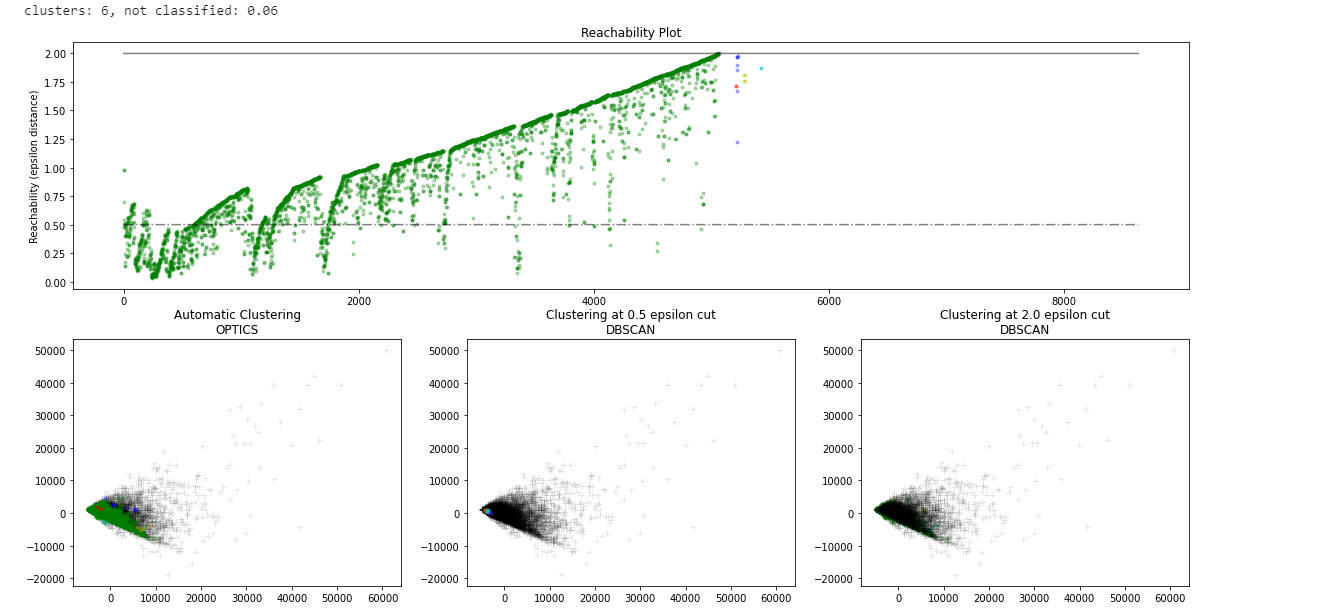 clusters: 6, not classified: 0.06
Reachability Plot
Reachability (epsilon distance)
2.00
1.75
1.50
1.25
1.00
0.75
0.50
0.25
0.00
0 2000 4000 6000 8000
Automatic Clustering
OPTICS
50000
40000
30000
20000
10000
0
−10000
−20000
0 10000 20000 30000 40000 50000 60000
Clustering at 0.5 epsilon cut
DBSCAN
50000
40000
30000
20000
10000
0
−10000
−20000
0 10000 20000 30000 40000 50000 60000
Clustering at 2.0 epsilon cut
DBSCAN
50000
40000
30000
20000
10000
0
−10000
−20000
0 10000 20000 30000 40000 50000 60000